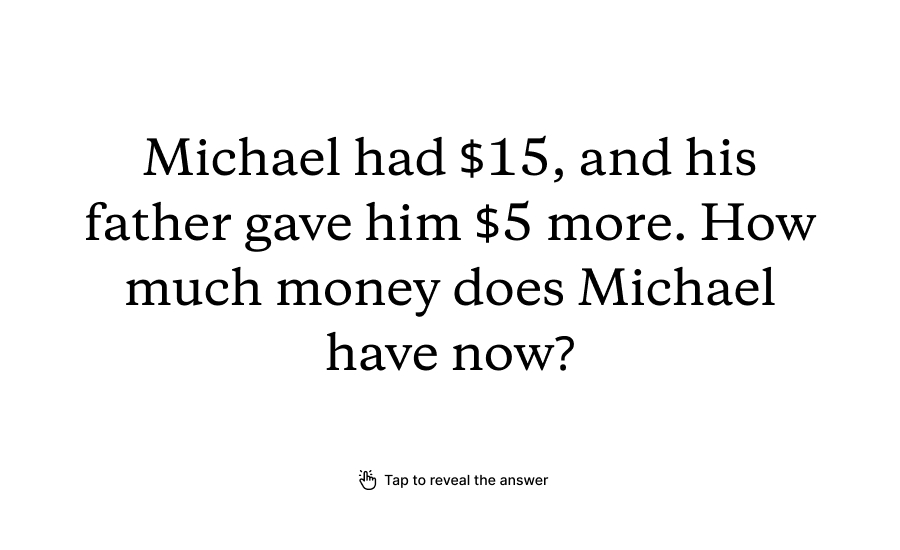 Michael had $15, and his
father gave him $5 more. How
much money does Michael
have now?
Tap to reveal the answer